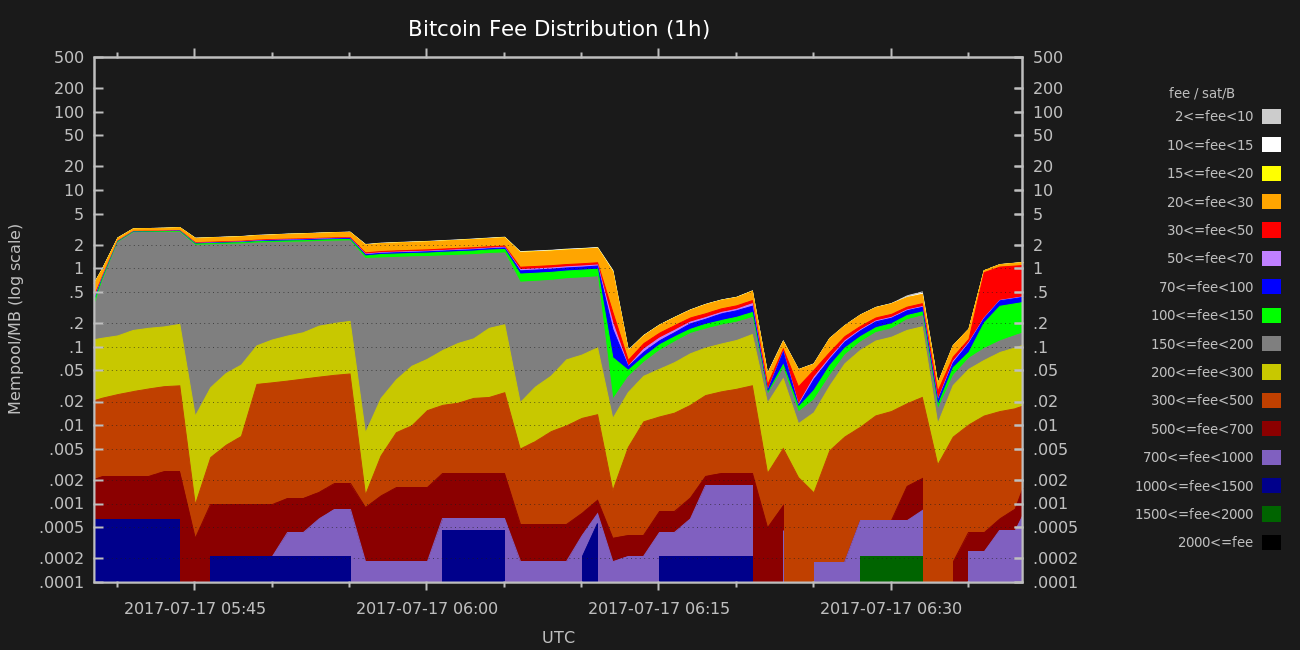 Bitcoin Fee Distribution (1h)
500 500
200 200
100 100
50 50
20 20
10 10
5 5
2 2
1 1
.5 .5
.2 .2
.1 .1
.05 .05
.02 .02
.01 .01
.005 .005
.002 .002
.001 .001
.0005 .0005
.0002 .0002
.0001 .0001
Mempool/MB (log scale)
2017-07-17 05:45 2017-07-17 06:00 2017-07-17 06:15 2017-07-17 06:30
UTC
fee / sat/B
2<=fee<10
10<=fee<15
15<=fee<20
20<=fee<30
30<=fee<50
50<=fee<70
70<=fee<100
100<=fee<150
150<=fee<200
200<=fee<300
300<=fee<500
500<=fee<700
700<=fee<1000
1000<=fee<1500
1500<=fee<2000
2000<=fee